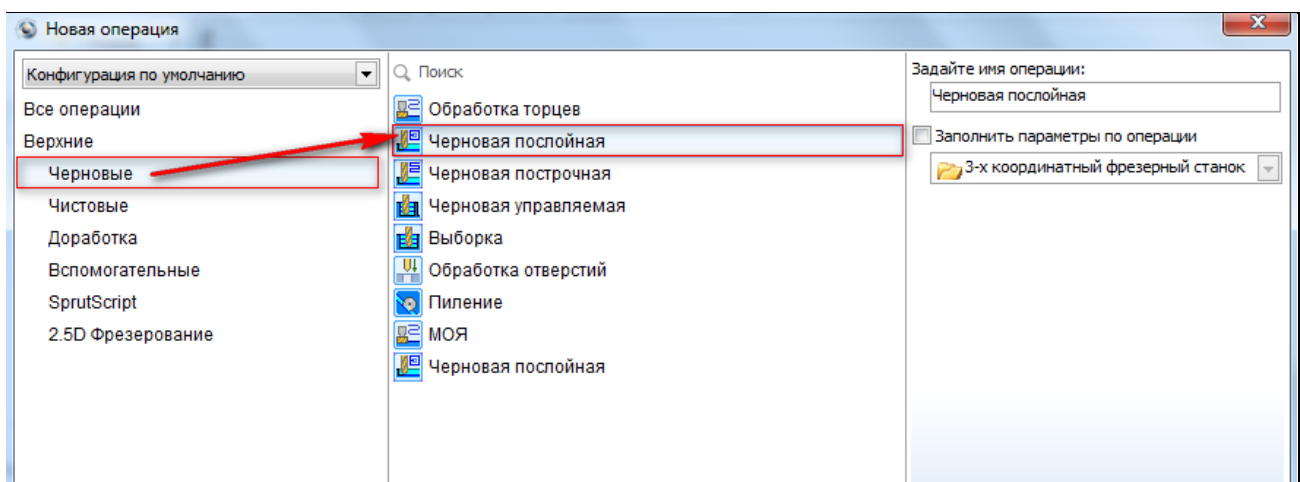 Новая операция
Конфигурация по умолчанию
Все операции
Верхние
Черновые
Чистовые
Доработка
Вспомогательные
SprutScript
2.5D Фрезерование
Поиск
Обработка торцев
Черновая послойная
Черновая построчная
Черновая управляемая
Выборка
Обработка отверстий
Пиление
МОЯ
Черновая послойная
Задайте имя операции:
Черновая послойная
Заполнить параметры по операции
3-х координатный фрезерный станок